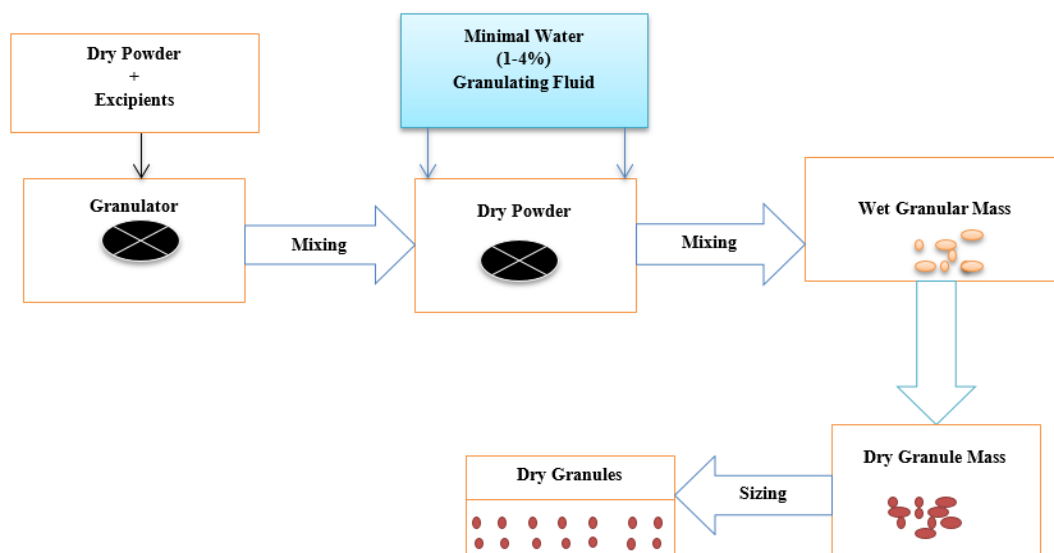 Dry Powder
+
Excipients
Minimal Water
(1-4%)
Granulating Fluid
Granulator
Mixing
Dry Powder
Mixing
Wet Granular Mass
Dry Granule Mass
Sizing
Dry Granules